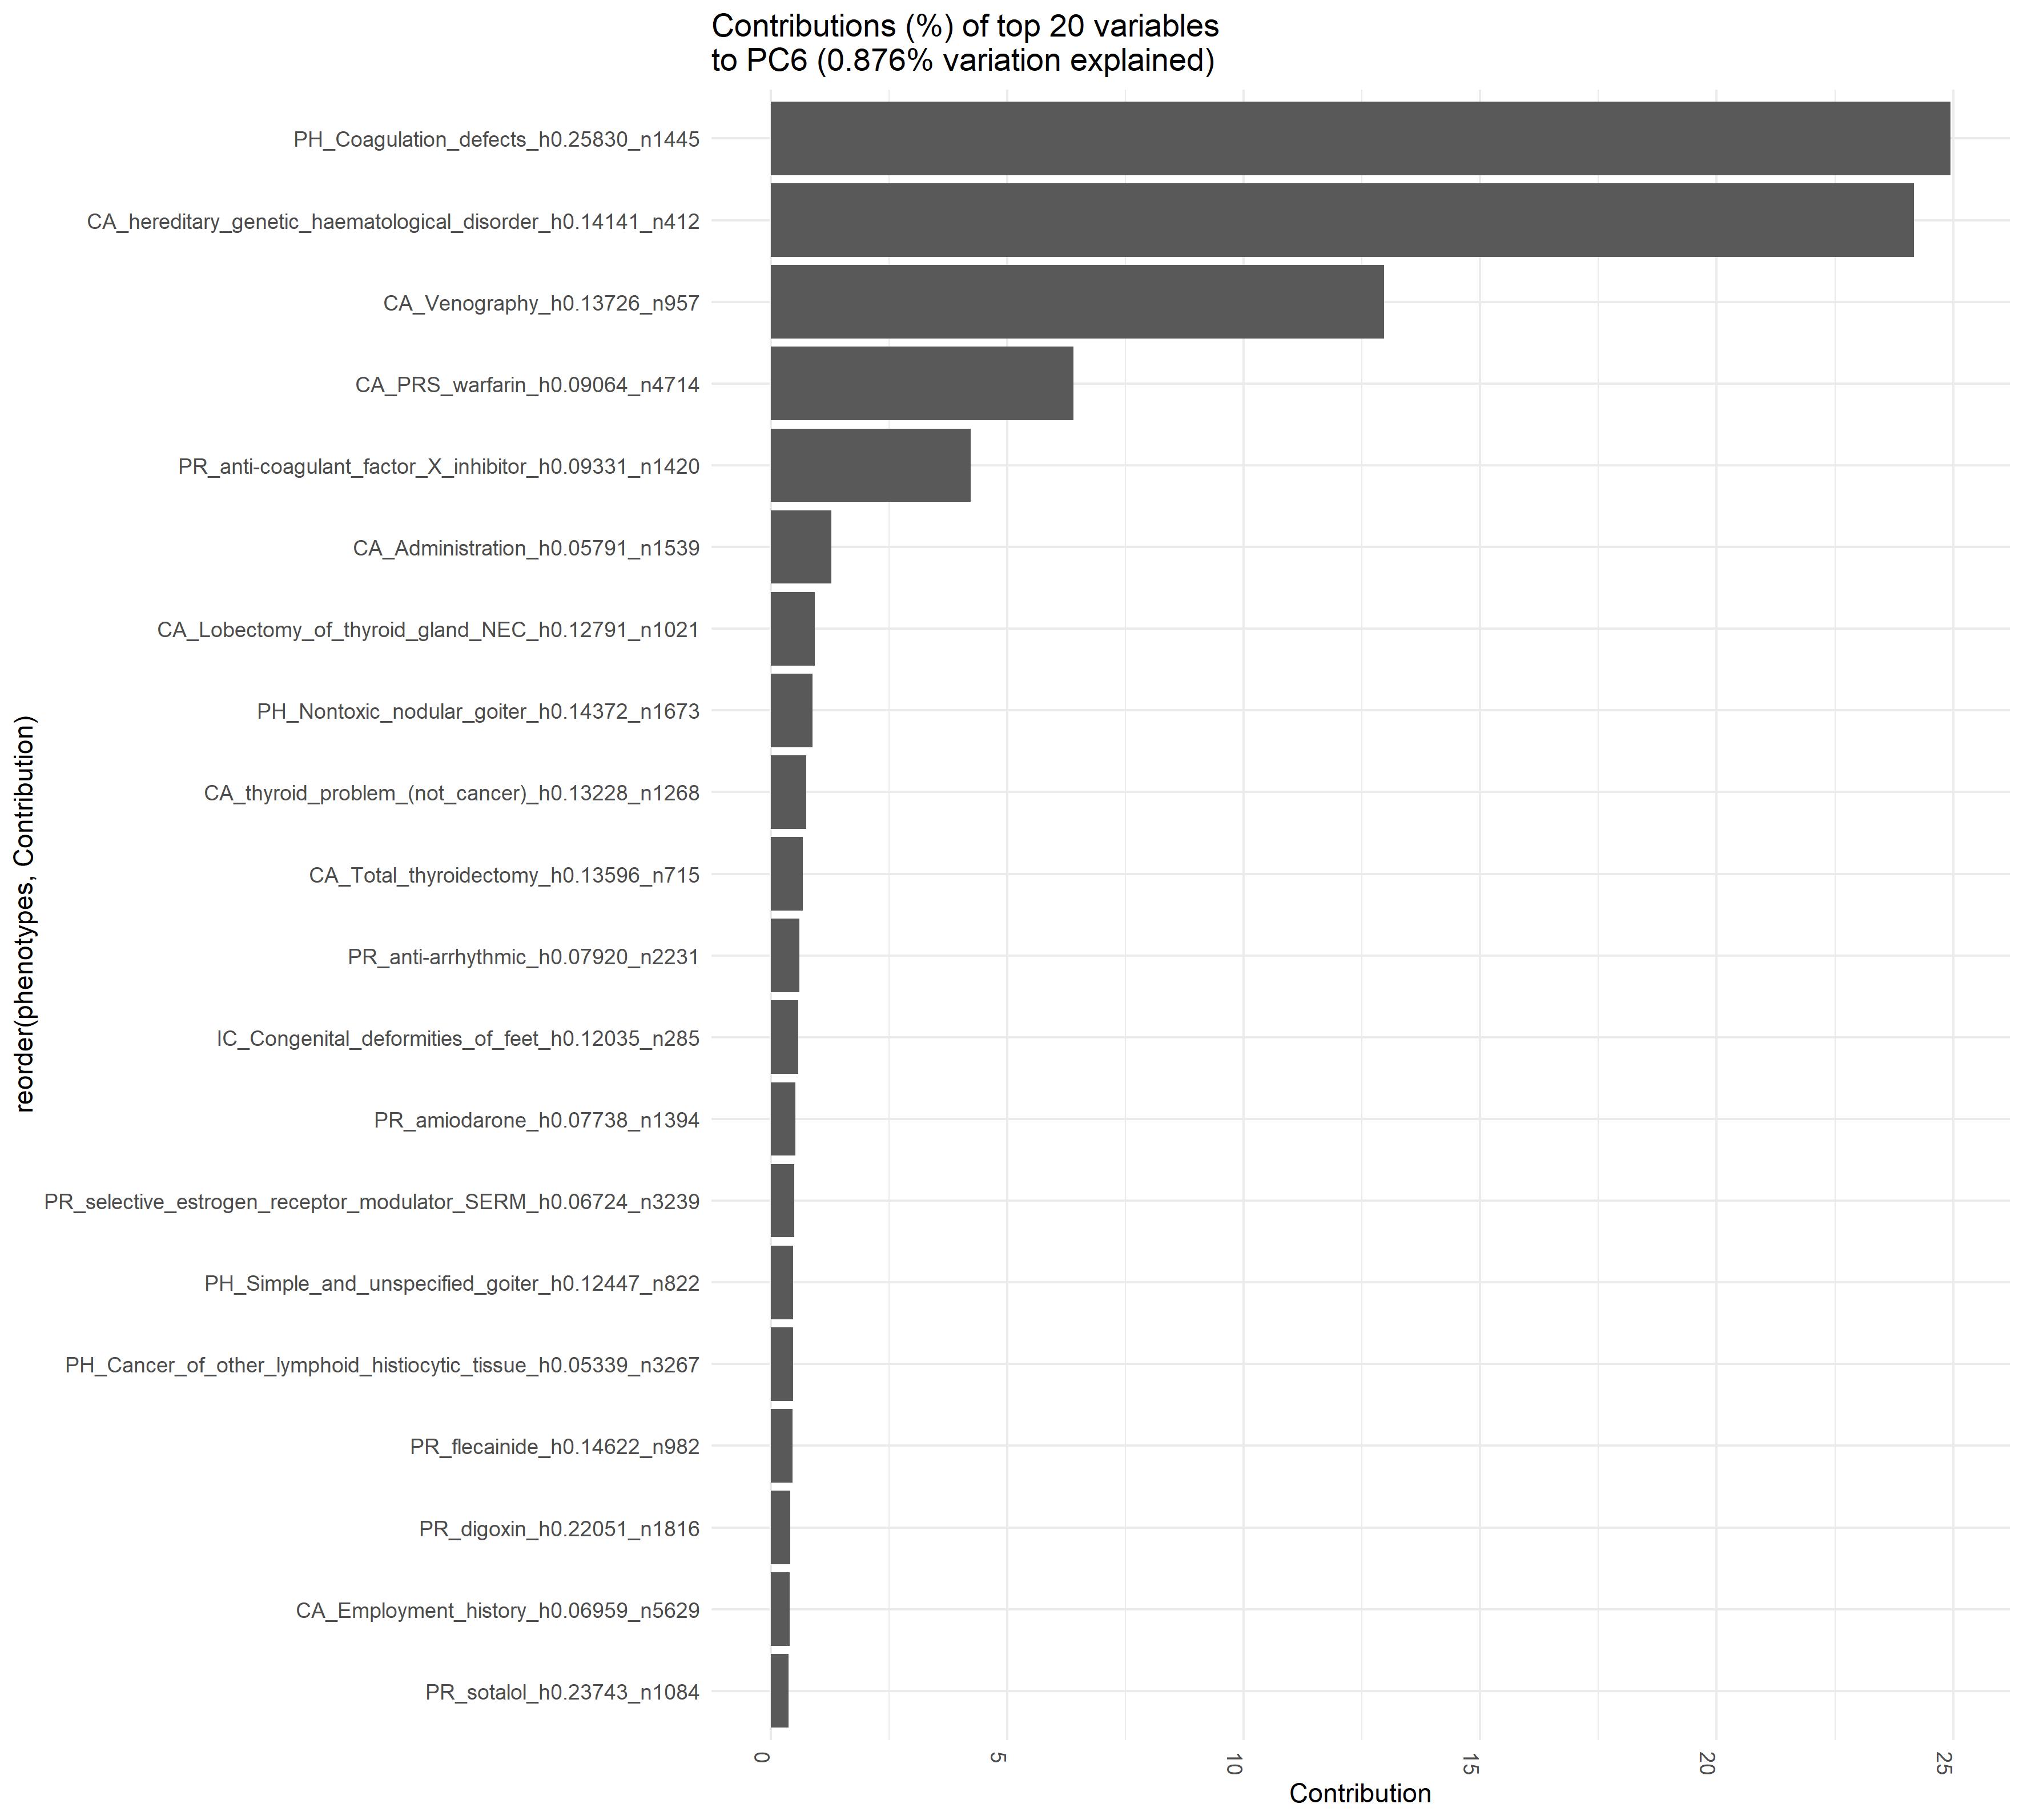 Contributions (%) of top 20 variables
to PC6 (0.876% variation explained)
PH_Coagulation_defects_h0.25830_n1445
CA_hereditary_genetic_haematological_disorder_h0.14141_n412
CA_Venography_h0.13726_n957
CA_PRS_warfarin_h0.09064_n4714
PR_anti-coagulant_factor_X_inhibitor_h0.09331_n1420
CA_Administration_h0.05791_n1539
CA_Lobectomy_of_thyroid_gland_NEC_h0.12791_n1021
PH_Nontoxic_nodular_goiter_h0.14372_n1673
CA_thyroid_problem_(not_cancer)_h0.13228_n1268
CA_Total_thyroidectomy_h0.13596_n715
PR_anti-arrhythmic_h0.07920_n2231
IC_Congenital_deformities_of_feet_h0.12035_n285
PR_amiodarone_h0.07738_n1394
PR_selective_estrogen_receptor_modulator_SERM_h0.06724_n3239
PH_Simple_and_unspecified_goiter_h0.12447_n822
PH_Cancer_of_other_lymphoid_histiocytic_tissue_h0.05339_n3267
PR_flecainide_h0.14622_n982
PR_digoxin_h0.22051_n1816
CA_Employment_history_h0.06959_n5629
PR_sotalol_h0.23743_n1084
reorder(phenotypes, Contribution)
0 5 10 15 20 25
Contribution